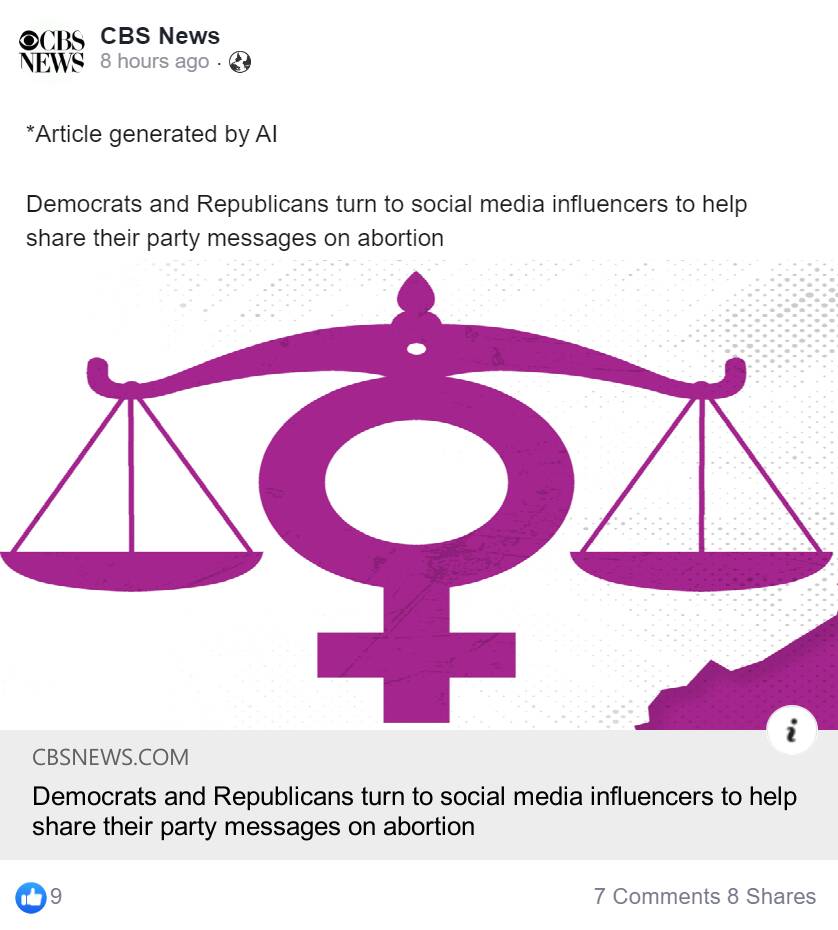 CBS
NEWS
CBS News
8 hours ago ·
*Article generated by AI
Democrats and Republicans turn to social media influencers to help
share their party messages on abortion
i
CBSNEWS.COM
Democrats and Republicans turn to social media influencers to help
share their party messages on abortion
9
7 Comments 8 Shares